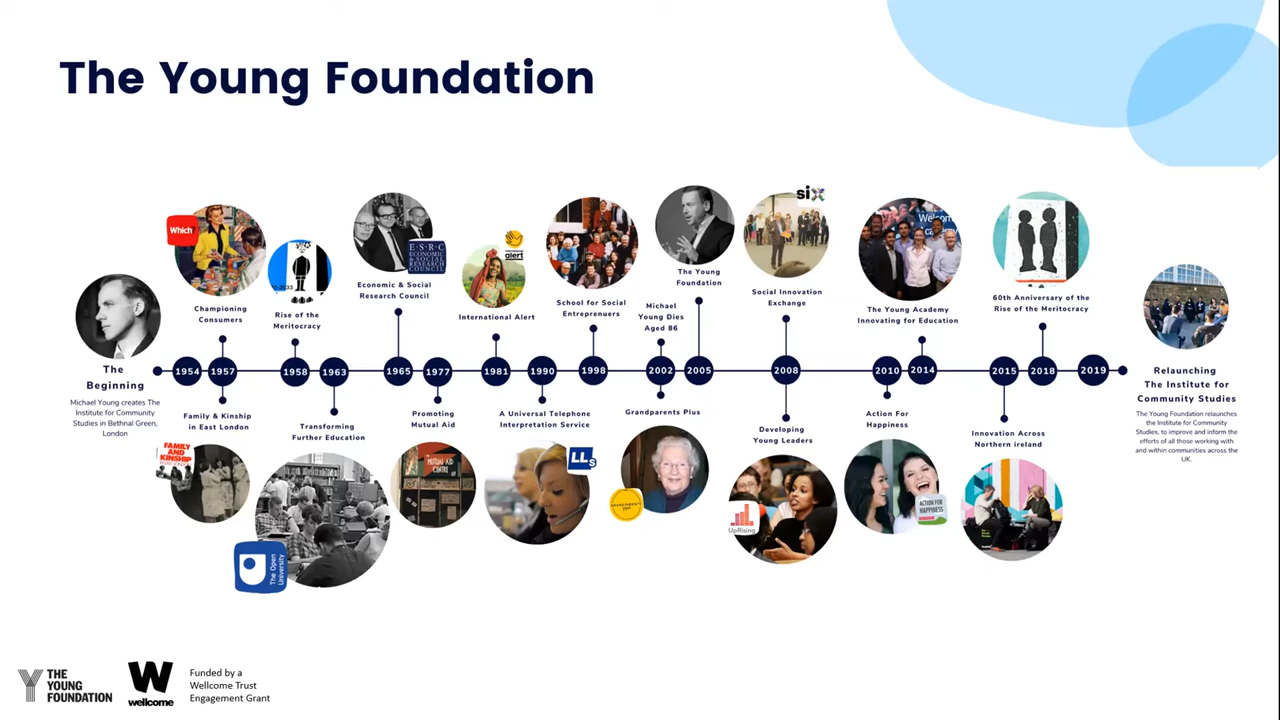 The Young Foundation
The
Beginning
Michael Young creates The
Institute for Community
Studies in Bethnal Green,
London
1954
Which?
Championing
Consumers
1957
Family & Kinship
in East London
FAMILY
AND
KINSHIP
Rise of the
Meritocracy
1958
1963
Transforming
Further Education
The Open
University
E·S·R·C
ECONOMIC
& SOCIAL
RESEARCH
COUNCIL
Economic & Social
Research Council
1965
1977
Promoting
Mutual Aid
MUTUAL AID
CENTRE
alert
International Alert
1981
1990
A Universal Telephone
Interpretation Service
LLs
School for Social
Entreprenuers
1998
Michael
Young Dies
Aged 86
2002
Grandparents Plus
The Young
Foundation
2005
six
Social Innovation
Exchange
2008
Developing
Young Leaders
UpRising
2010
Action For
Happiness
ACTION FOR
HAPPINESS
Welcom
The Young Academy
Innovating for Education
2014
2015
Innovation Across
Northern ireland
60th Anniversary of the
Rise of the Meritocracy
2018
2019
Relaunching
The Institute for
Community Studies
The Young Foundation relaunches
the Institute for Community
Studies, to improve and inform the
efforts of all those working with
and within communities across the
UK.
THE
YOUNG
FOUNDATION
W
wellcome
Funded by a
Wellcome Trust
Engagement Grant